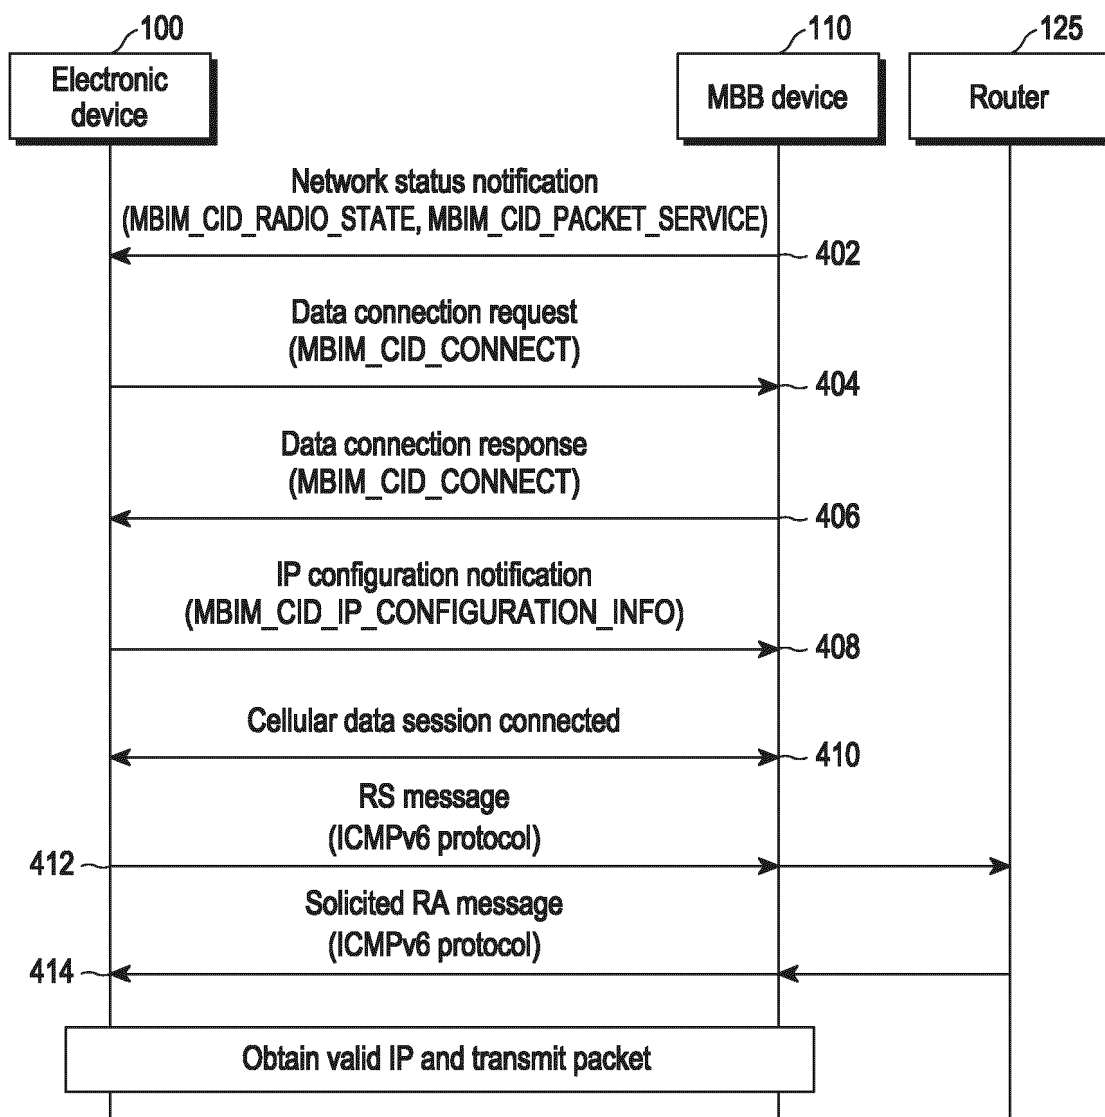 100
110
125
Electronic
device
MBB device
Router
Network status notification
(MBIM_CID_RADIO_STATE, MBIM_CID_PACKET_SERVICE)
402
Data connection request
(MBIM_CID_CONNECT)
404
Data connection response
(MBIM_CID_CONNECT)
406
IP configuration notification
(MBIM_CID_IP_CONFIGURATION_INFO)
408
Cellular data session connected
410
RS message
(ICMPv6 protocol)
412
Solicited RA message
(ICMPv6 protocol)
414
Obtain valid IP and transmit packet